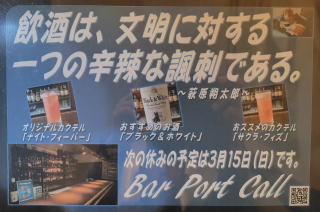 飲酒は、文明に対する
一つの辛辣な諷刺である。
～萩原朔太郎～
オリジナルカクテル
「ナイト・フィーバー」
おすすめのお酒
「ブラック＆ホワイト」
おススメのカクテル
「サクラ・フィズ」
次の休みの予定は3月15日（日）です。
Bar Port Call